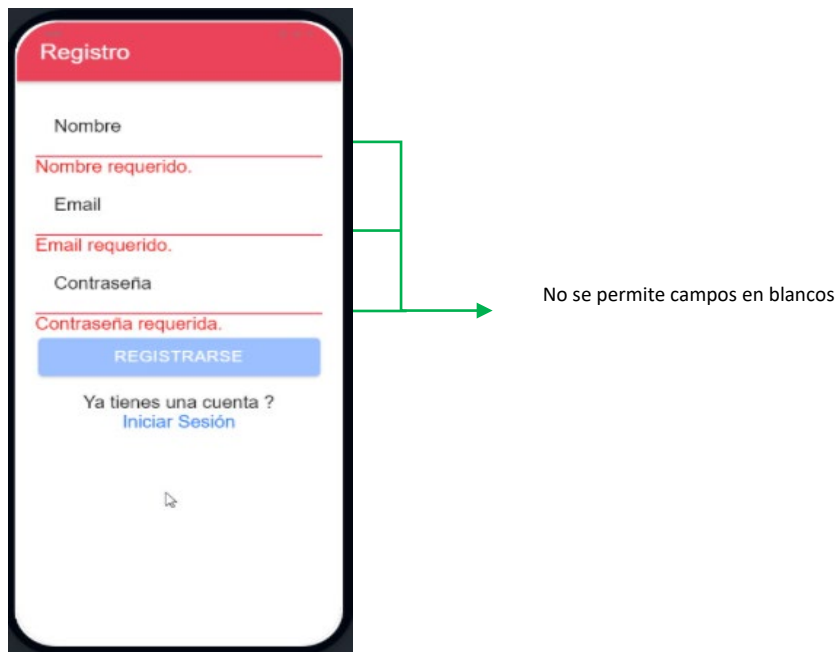 Registro
Nombre
Nombre requerido.
Email
Email requerido.
Contraseña
Contraseña requerida.
REGISTRARSE
Ya tienes una cuenta ?
Iniciar Sesión
No se permite campos en blancos